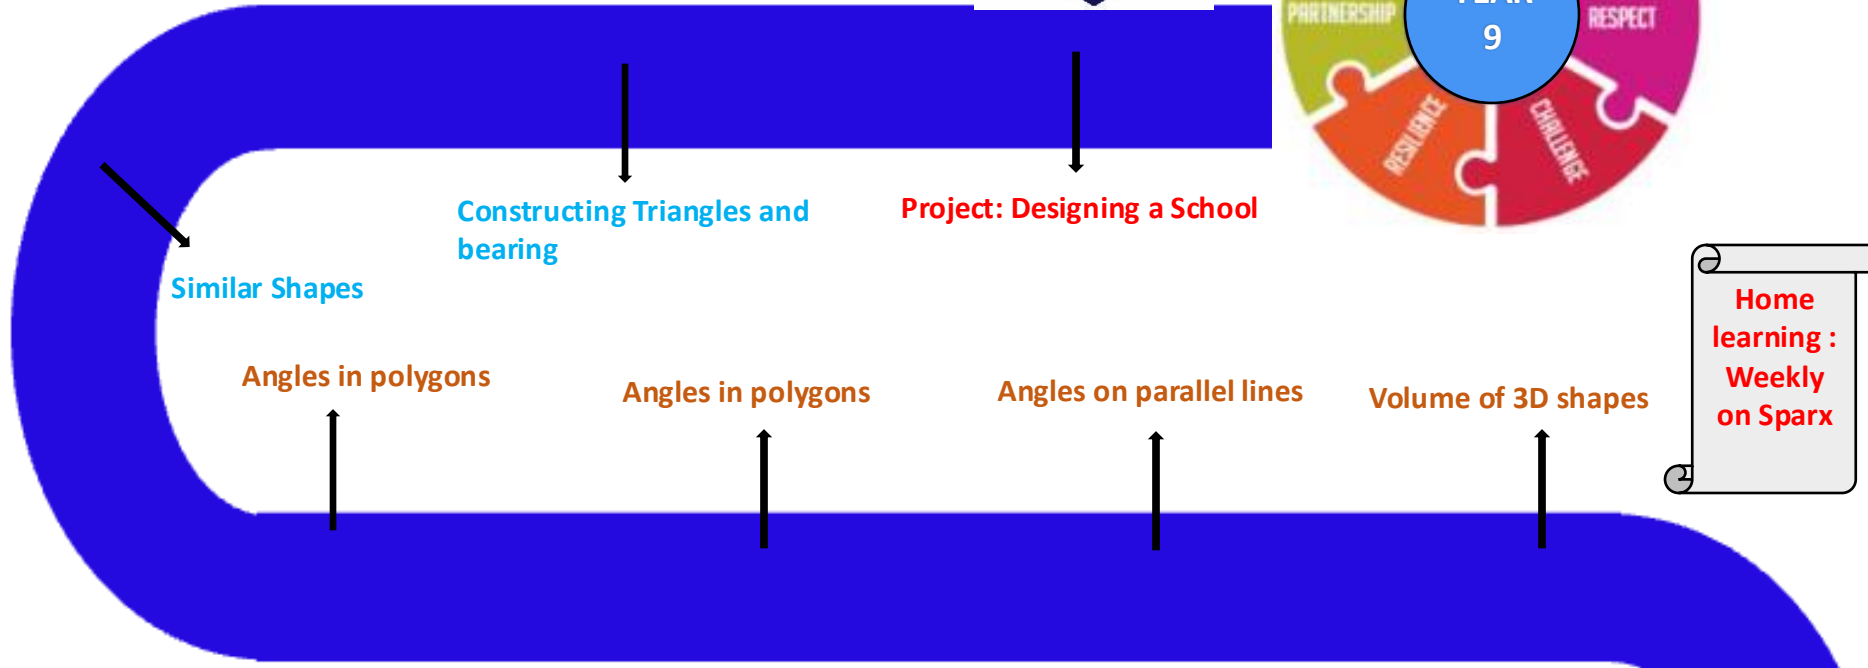 PARTNERSHIP
9
RESPECT
RESILIENCE
CHALLENGE
Constructing Triangles and
bearing
Project: Designing a School
Similar Shapes
Home
learning :
Weekly
on Sparx
Angles in polygons
Angles in polygons
Angles on parallel lines
Volume of 3D shapes